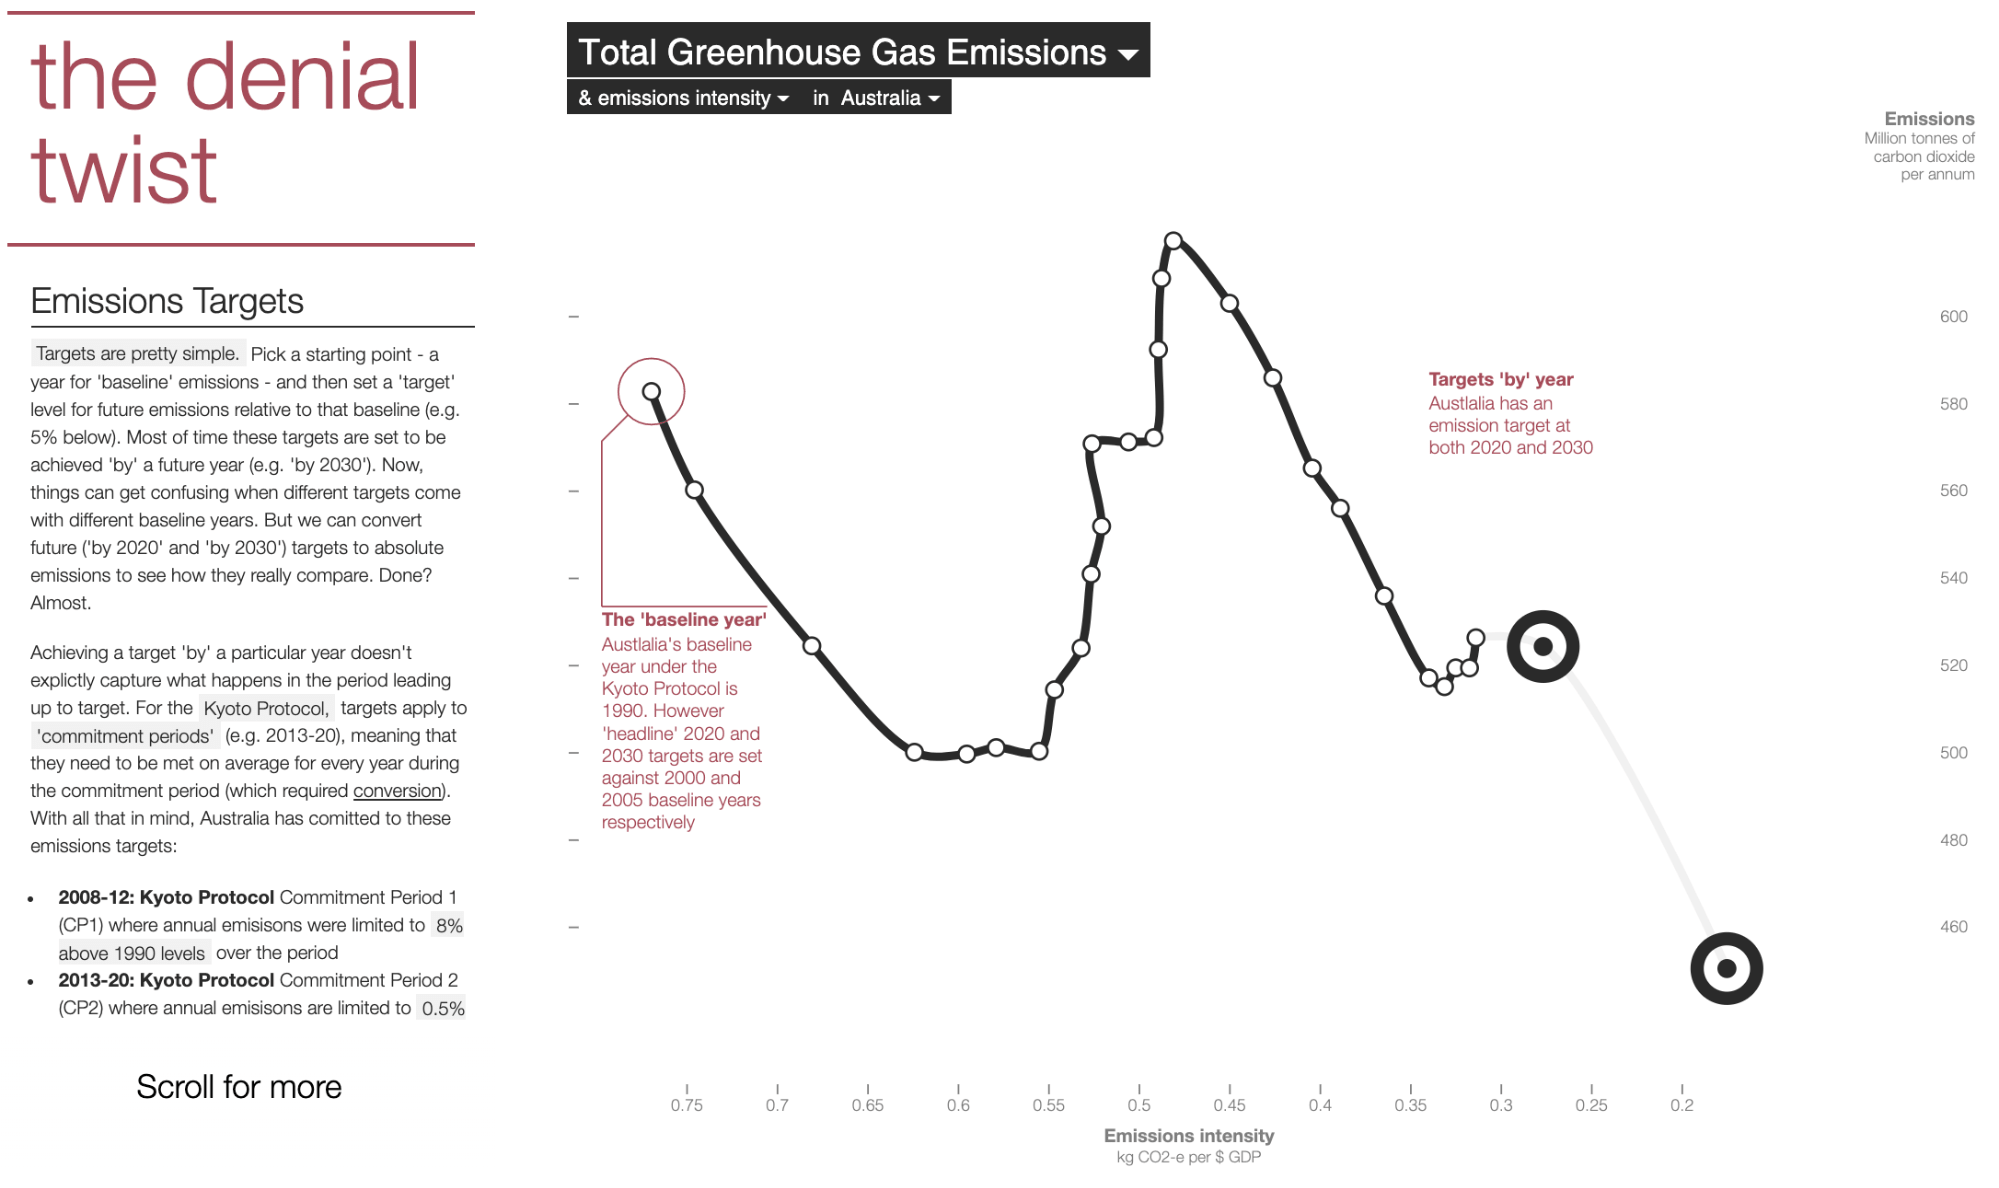 the denial
twist
Emissions Targets
Targets are pretty simple. Pick a starting point - a
year for 'baseline' emissions - and then set a 'target'
level for future emissions relative to that baseline (e.g.
5% below). Most of time these targets are set to be
achieved 'by' a future year (e.g. 'by 2030'). Now,
things can get confusing when different targets come
with different baseline years. But we can convert
future ('by 2020' and 'by 2030') targets to absolute
emissions to see how they really compare. Done?
Almost.
Achieving a target 'by' a particular year doesn't
explictly capture what happens in the period leading
up to target. For the Kyoto Protocol, targets apply to
'commitment periods' (e.g. 2013-20), meaning that
they need to be met on average for every year during
the commitment period (which required conversion).
With all that in mind, Australia has comitted to these
emissions targets:
• 2008-12: Kyoto Protocol Commitment Period 1
(CP1) where annual emisisons were limited to 8%
above 1990 levels over the period
• 2013-20: Kyoto Protocol Commitment Period 2
(CP2) where annual emisisons are limited to 0.5%
Scroll for more
Total Greenhouse Gas Emissions
& emissions intensity in Australia
Emissions
Million tonnes of
carbon dioxide
per annum
600
580
560
540
520
500
480
460
The 'baseline year'
Austlalia's baseline
year under the
Kyoto Protocol is
1990. However
'headline' 2020 and
2030 targets are set
against 2000 and
2005 baseline years
respectively
Targets 'by' year
Austlalia has an
emission target at
both 2020 and 2030
0.75 0.7 0.65 0.6 0.55 0.5 0.45 0.4 0.35 0.3 0.25 0.2
Emissions intensity
kg CO2-e per $ GDP